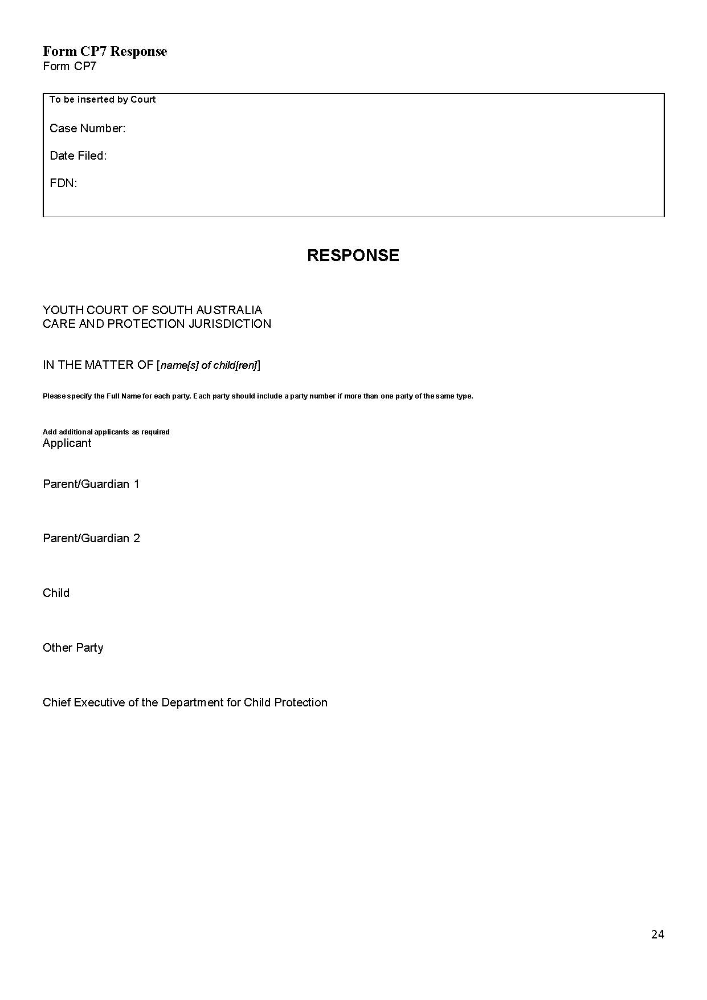 Form CP7 Response
Form CP7
To be inserted by Court
Case Number:
Date Filed:
FDN:
RESPONSE
YOUTH COURT OF SOUTH AUSTRALIA
CARE AND PROTECTION JURISDICTION
IN THE MATTER OF [name[s] of child[ren]]
Please specify the Full Name for each party. Each party should include a party number if more than one party of the same type.
Add additional applicants as required
Applicant
Parent/Guardian 1
Parent/Guardian 2
Child
Other Party
Chief Executive of the Department for Child Protection
24